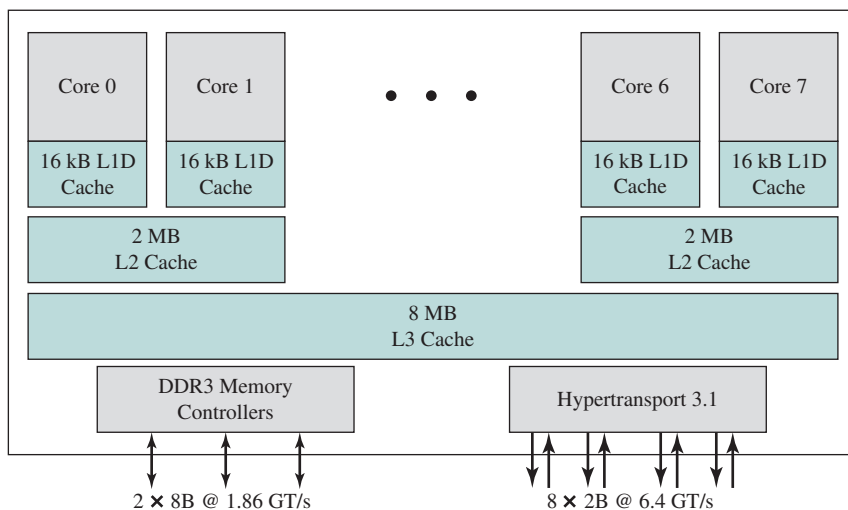 Core 0
Core 1
Core 6
Core 7
16 kB L1D
Cache
16 kB L1D
Cache
16 kB L1D
Cache
16 kB L1D
Cache
2 MB
L2 Cache
2 MB
L2 Cache
8 MB
L3 Cache
DDR3 Memory
Controllers
Hypertransport 3.1
2 × 8B @ 1.86 GT/s
8 × 2B @ 6.4 GT/s